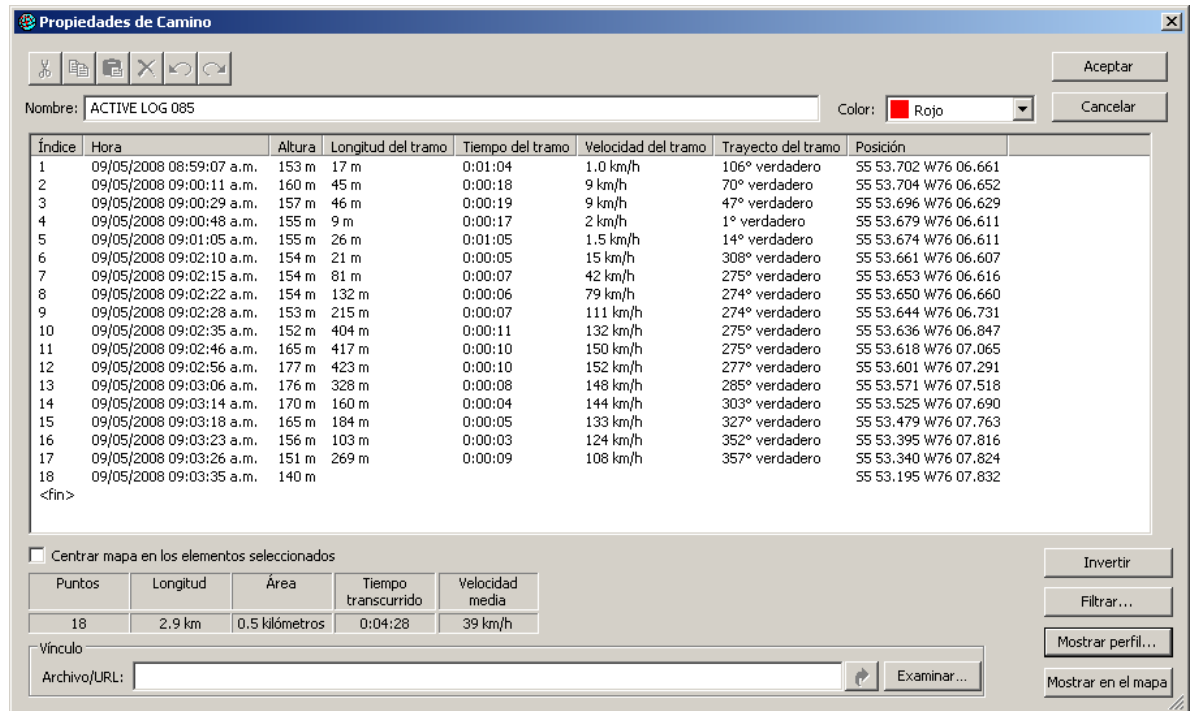 Propiedades de Camino
Aceptar
Nombre: ACTIVE LOG 085 Color: Rojo Cancelar
Índice Hora Altura Longitud del tramo Tiempo del tramo Velocidad del tramo Trayecto del tramo Posición
1 09/05/2008 08:59:07 a.m. 153 m 17 m 0:01:04 1.0 km/h 106° verdadero S5 53.702 W76 06.661
2 09/05/2008 09:00:11 a.m. 160 m 45 m 0:00:18 9 km/h 70° verdadero S5 53.704 W76 06.652
3 09/05/2008 09:00:29 a.m. 157 m 46 m 0:00:19 9 km/h 47° verdadero S5 53.696 W76 06.629
4 09/05/2008 09:00:48 a.m. 155 m 9 m 0:00:17 2 km/h 1° verdadero S5 53.679 W76 06.611
5 09/05/2008 09:01:05 a.m. 155 m 26 m 0:01:05 1.5 km/h 14° verdadero S5 53.674 W76 06.611
6 09/05/2008 09:02:10 a.m. 154 m 21 m 0:00:05 15 km/h 308° verdadero S5 53.661 W76 06.607
7 09/05/2008 09:02:15 a.m. 154 m 81 m 0:00:07 42 km/h 275° verdadero S5 53.653 W76 06.616
8 09/05/2008 09:02:22 a.m. 154 m 132 m 0:00:06 79 km/h 274° verdadero S5 53.650 W76 06.660
9 09/05/2008 09:02:28 a.m. 153 m 215 m 0:00:07 111 km/h 274° verdadero S5 53.644 W76 06.731
10 09/05/2008 09:02:35 a.m. 152 m 404 m 0:00:11 132 km/h 275° verdadero S5 53.636 W76 06.847
11 09/05/2008 09:02:46 a.m. 165 m 417 m 0:00:10 150 km/h 275° verdadero S5 53.618 W76 07.065
12 09/05/2008 09:02:56 a.m. 177 m 423 m 0:00:10 152 km/h 277° verdadero S5 53.601 W76 07.291
13 09/05/2008 09:03:06 a.m. 176 m 328 m 0:00:08 148 km/h 285° verdadero S5 53.571 W76 07.518
14 09/05/2008 09:03:14 a.m. 170 m 160 m 0:00:04 144 km/h 303° verdadero S5 53.525 W76 07.690
15 09/05/2008 09:03:18 a.m. 165 m 184 m 0:00:05 133 km/h 327° verdadero S5 53.479 W76 07.763
16 09/05/2008 09:03:23 a.m. 156 m 103 m 0:00:03 124 km/h 352° verdadero S5 53.395 W76 07.816
17 09/05/2008 09:03:26 a.m. 151 m 269 m 0:00:09 108 km/h 357° verdadero S5 53.340 W76 07.824
18 09/05/2008 09:03:35 a.m. 140 m S5 53.195 W76 07.832
<fin>
Centrar mapa en los elementos seleccionados
Invertir
Puntos Longitud Área Tiempo transcurrido Velocidad media
Filtrar...
18 2.9 km 0.5 kilómetros 0:04:28 39 km/h
Mostrar perfil...
Vínculo
Archivo/URL: Examinar...
Mostrar en el mapa